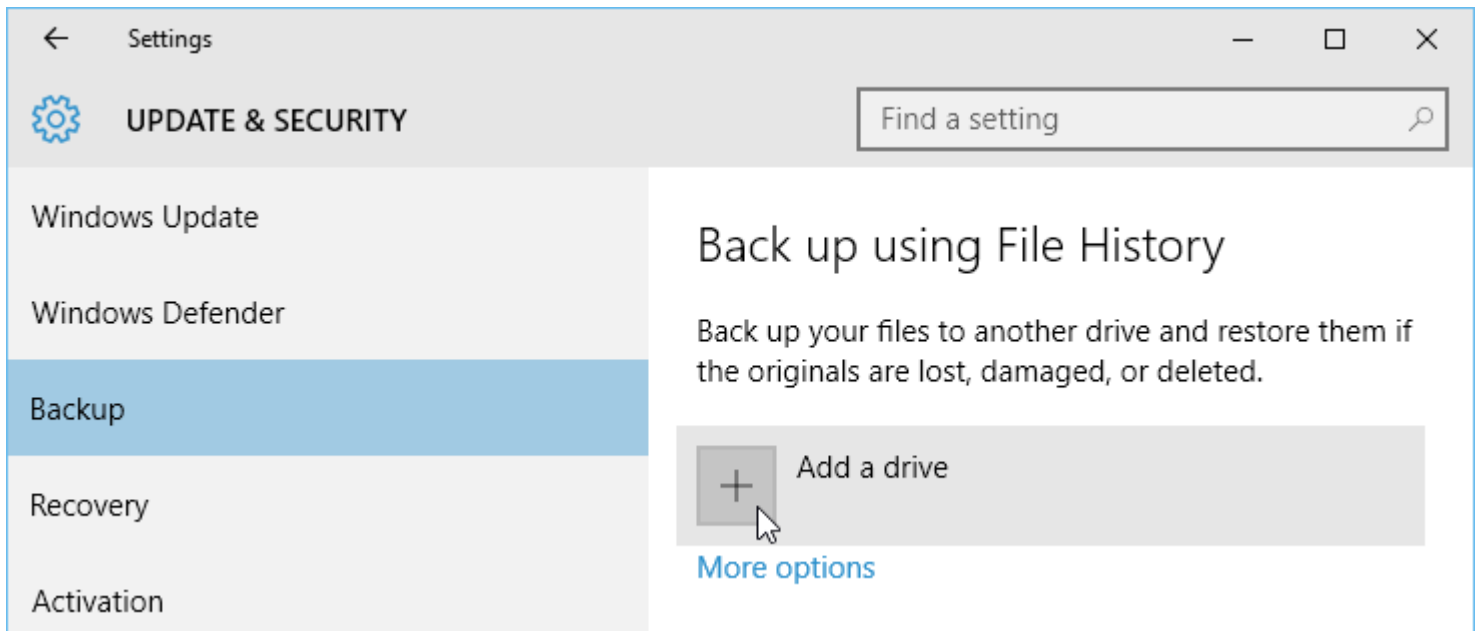 Settings
UPDATE & SECURITY
Find a setting
Windows Update
Windows Defender
Backup
Recovery
Activation
Back up using File History
Back up your files to another drive and restore them if
the originals are lost, damaged, or deleted.
Add a drive
More options